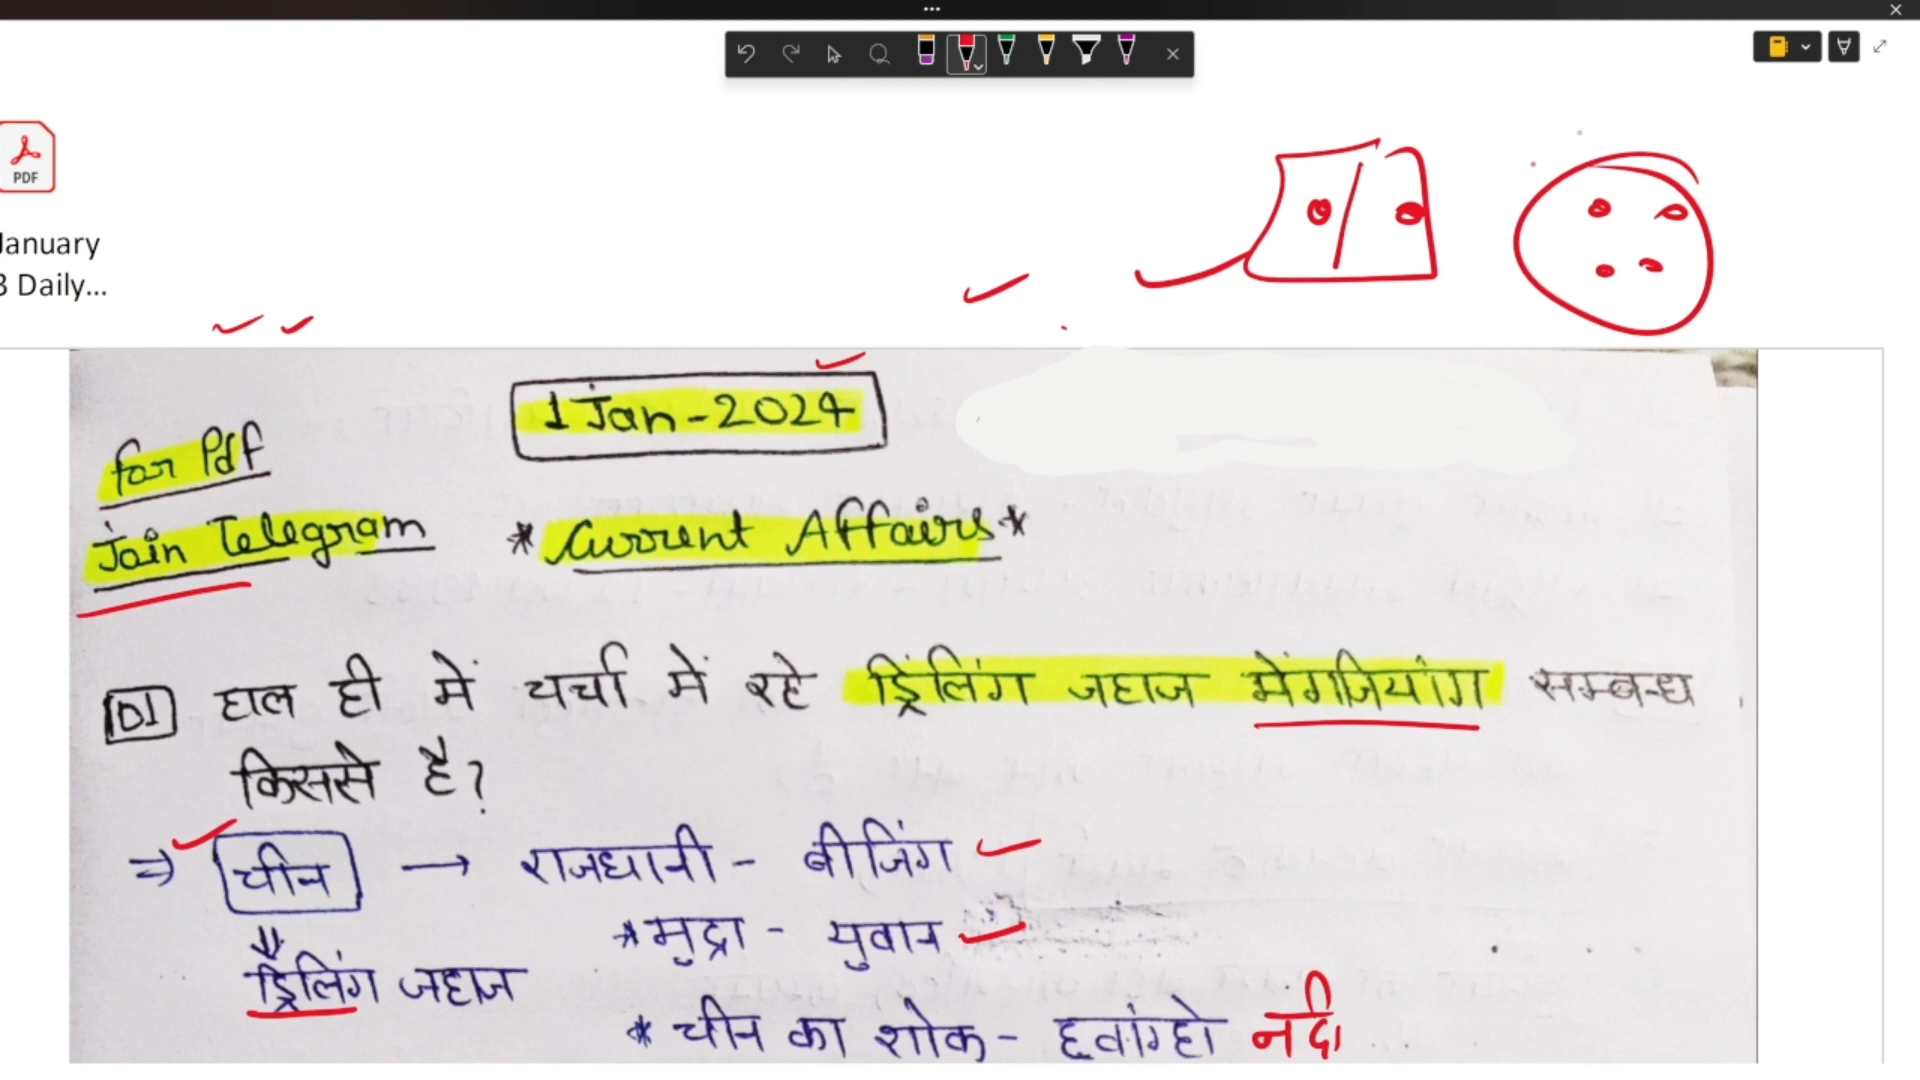 PDF
January
3 Daily...
1 Jan-2024
for Pdf
Join Telegram
* Current Affairs *
Q1 हाल ही में चर्चा में रहे ड्रिलिंग जहाज मेंगजियांग सम्बन्ध
किससे है?
⇒ चीन → राजधानी - बीजिंग
*मुद्रा - युवान
ड्रिलिंग जहाज
* चीन का शोक - ह्वांगहो नदी